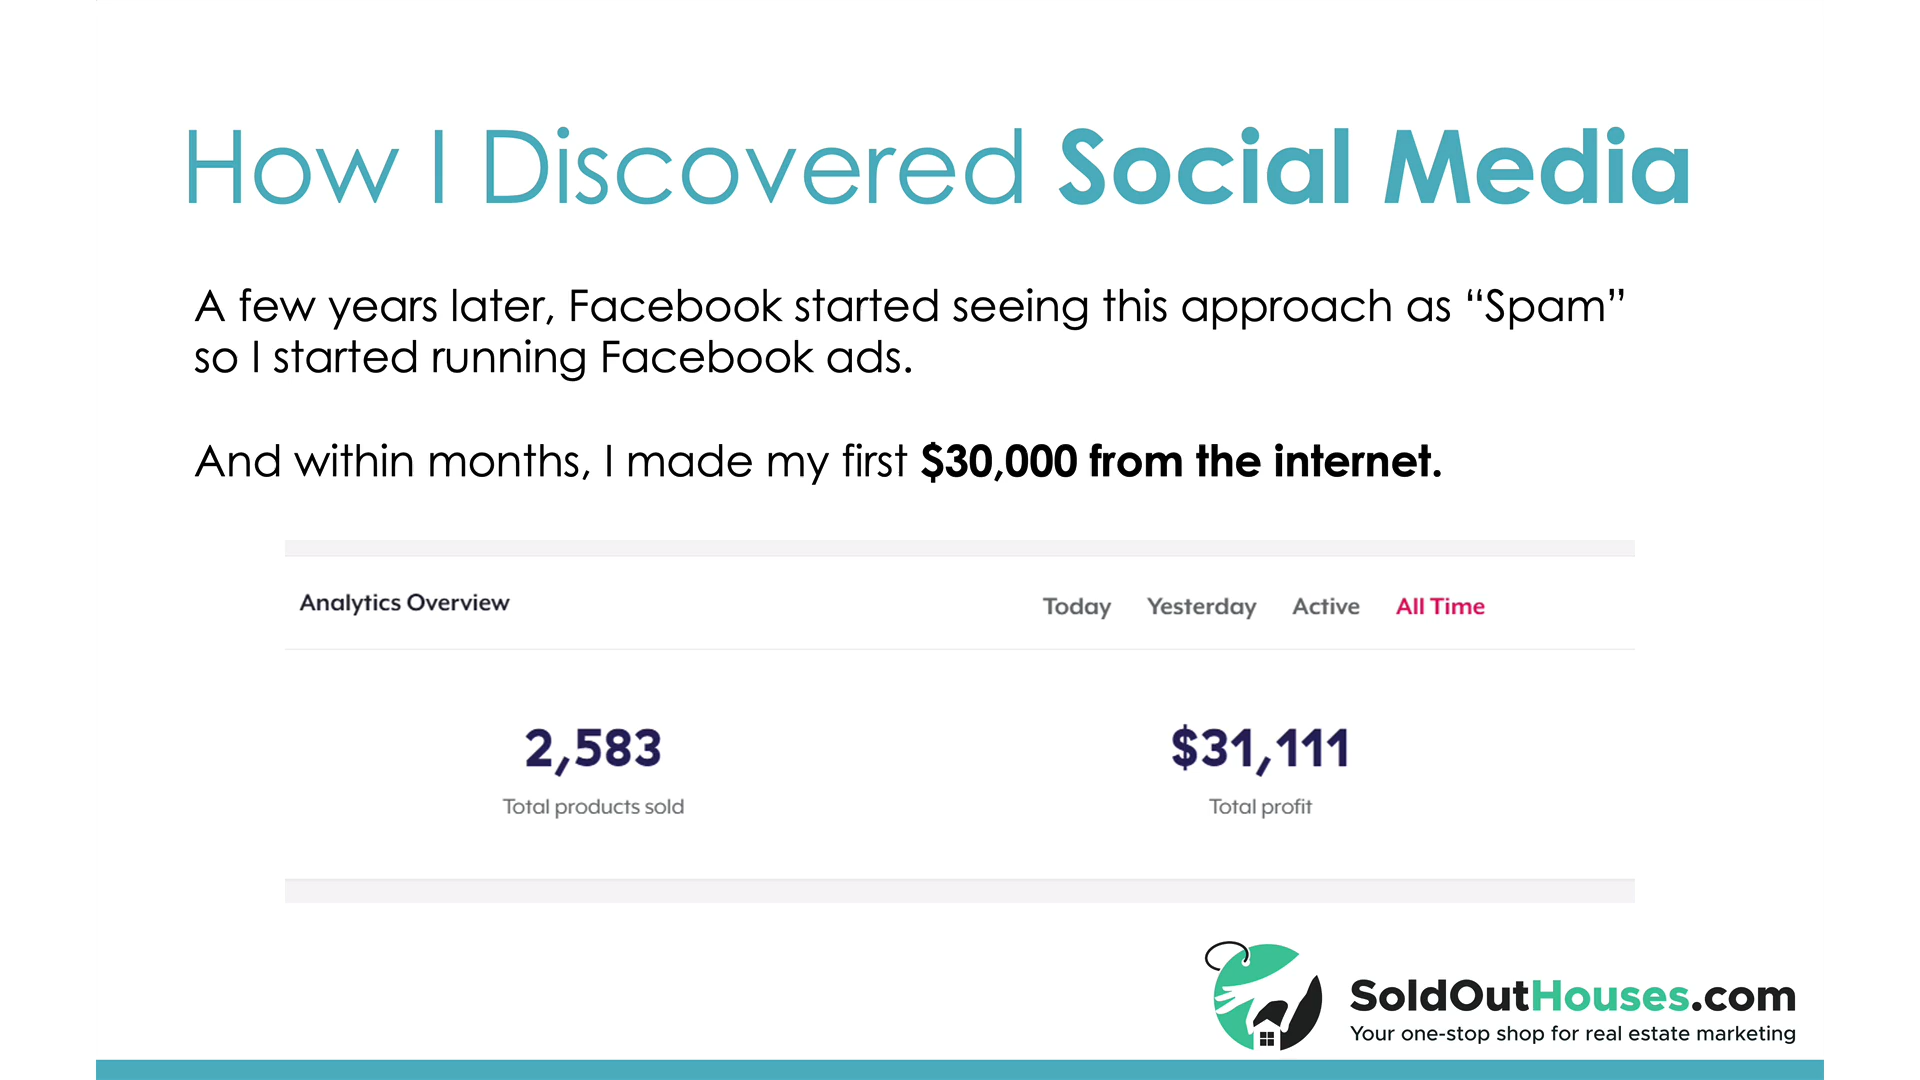 How I Discovered Social Media
A few years later, Facebook started seeing this approach as “Spam”
so I started running Facebook ads.
And within months, I made my first $30,000 from the internet.
Analytics Overview
Today Yesterday Active All Time
2,583 $31,111
Total products sold Total profit
SoldOutHouses.com
Your one-stop shop for real estate marketing